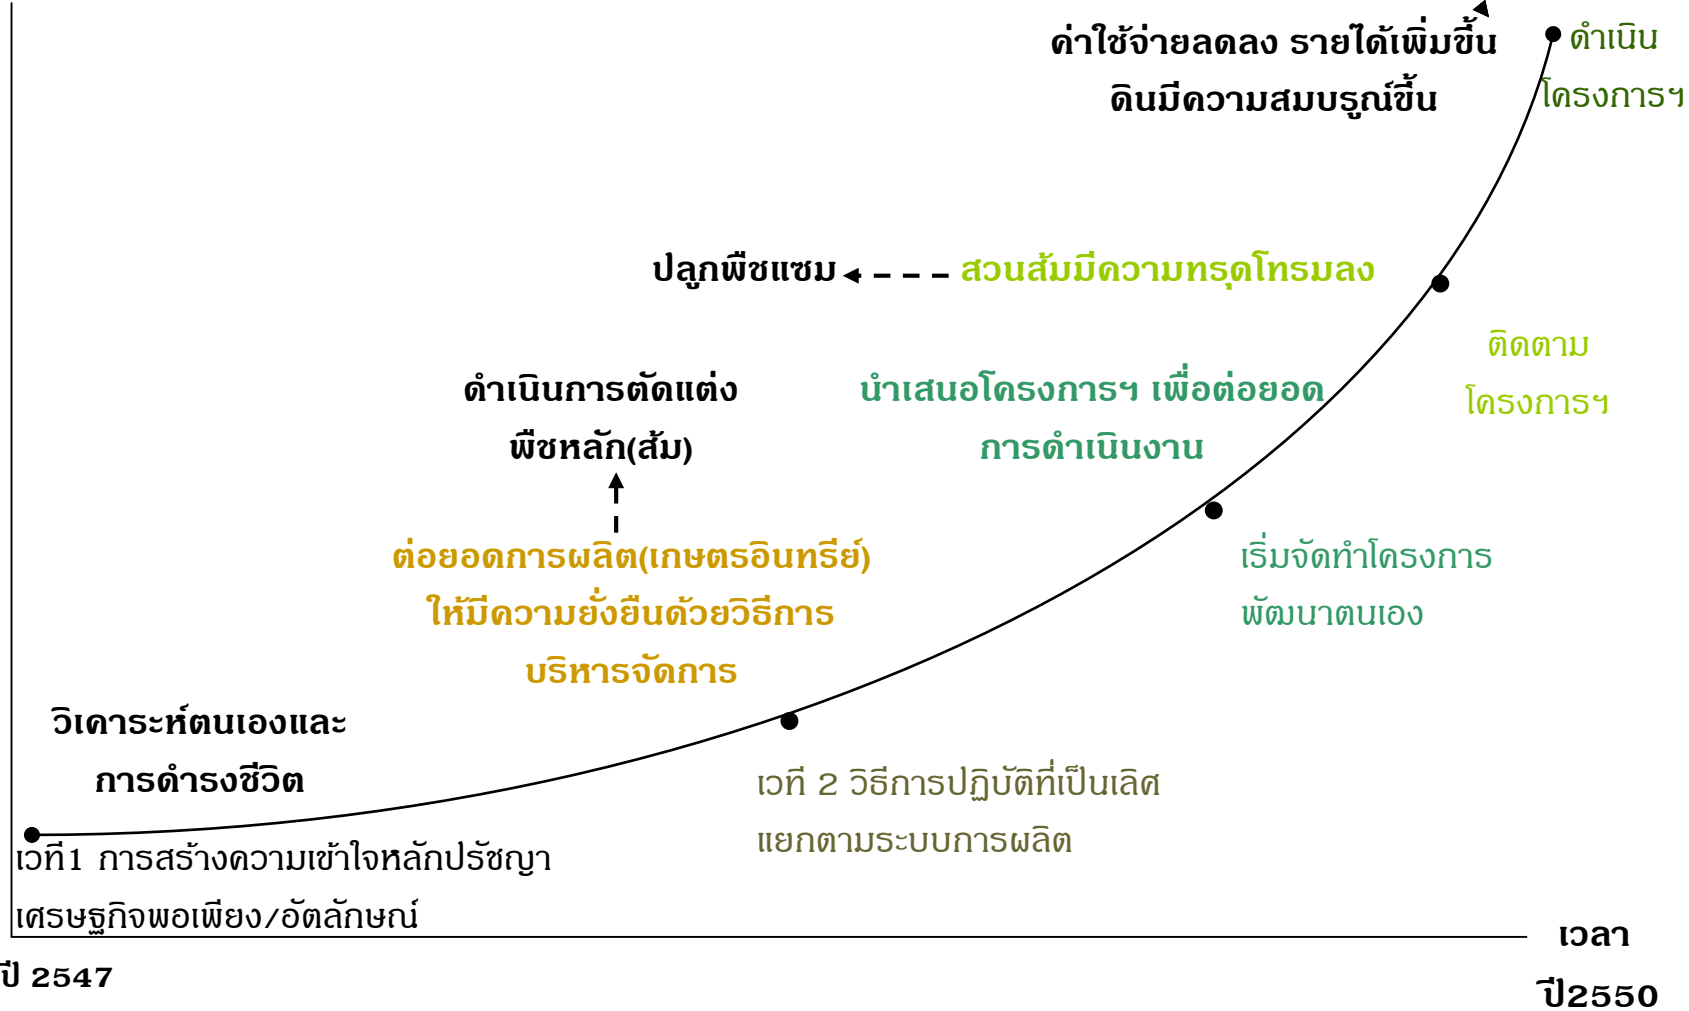 ค่าใช้จ่ายลดลง รายได้เพิ่มขึ้น
ดินมีความสมบรูณ์ขึ้น
ดำเนิน
โครงการฯ
ปลูกพืชแซม
สวนส้มมีความทรุดโทรมลง
ติดตาม
โครงการฯ
ดำเนินการตัดแต่ง
พืชหลัก(ส้ม)
นำเสนอโครงการฯ เพื่อต่อยอด
การดำเนินงาน
ต่อยอดการผลิต(เกษตรอินทรีย์)
ให้มีความยั่งยืนด้วยวิธีการ
บริหารจัดการ
เริ่มจัดทำโครงการ
พัฒนาตนเอง
วิเคาระห์ตนเองและ
การดำรงชีวิต
เวที 2 วิธีการปฏิบัติที่เป็นเลิศ
แยกตามระบบการผลิต
เวที1 การสร้างความเข้าใจหลักปรัชญา
เศรษฐกิจพอเพียง/อัตลักษณ์
เวลา
ปี 2547
ปี2550